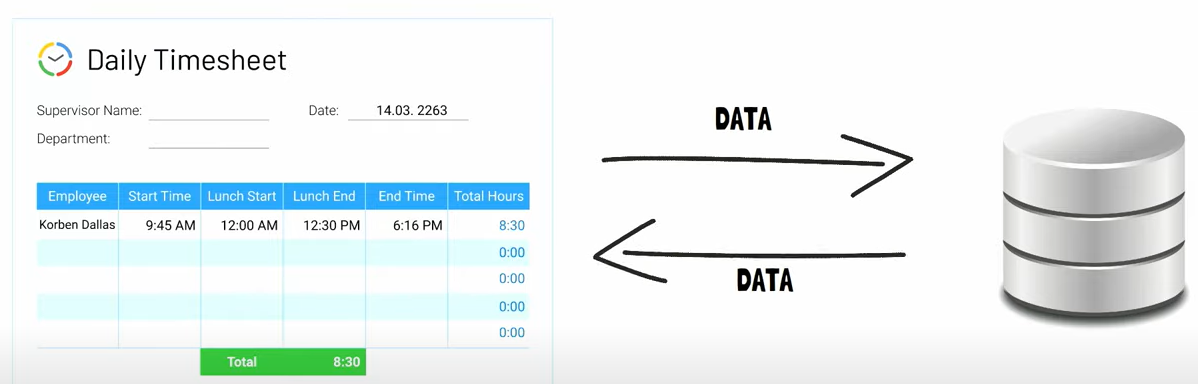 Daily Timesheet
Supervisor Name: Date: 14.03. 2263
Department:
Employee Start Time Lunch Start Lunch End End Time Total Hours
Korben Dallas 9:45 AM 12:00 AM 12:30 PM 6:16 PM 8:30
0:00
0:00
0:00
0:00
Total 8:30
DATA
DATA